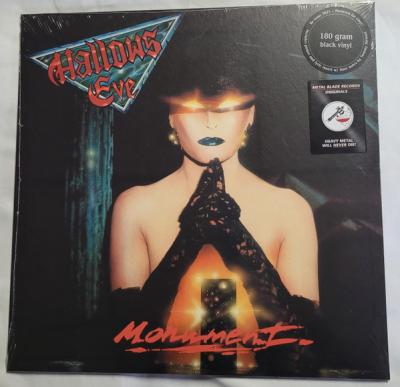 Hallows
Eve
180 gram
black vinyl
METAL BLADE RECORDS
ORIGINALS
HEAVY METAL
WILL NEVER DIE!
Monument